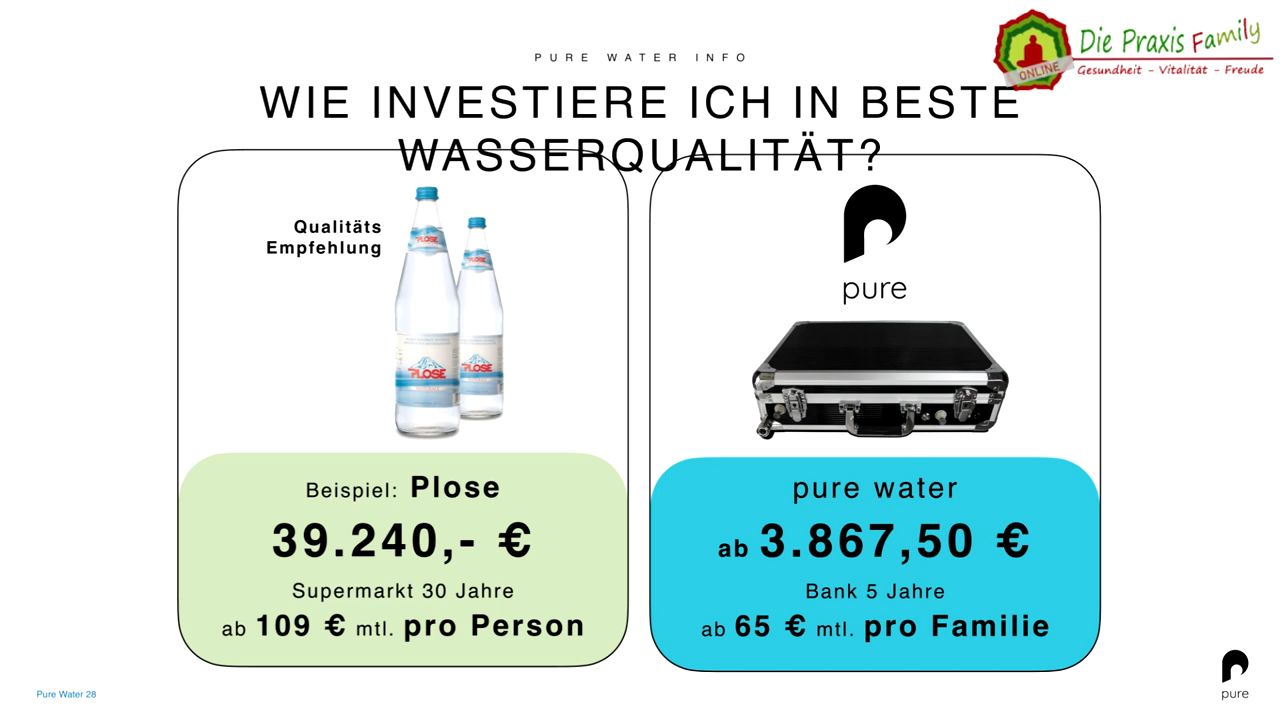 Die Praxis Family
ONLINE
Gesundheit - Vitalität - Freude
PURE WATER INFO
WIE INVESTIERE ICH IN BESTE
WASSERQUALITÄT?
Qualitäts
Empfehlung
PLOSE
PLOSE
PLOSE
PLOSE
Beispiel: Plose
39.240,- €
Supermarkt 30 Jahre
ab 109 € mtl. pro Person
pure
pure water
ab 3.867,50 €
Bank 5 Jahre
ab 65 € mtl. pro Familie
Pure Water 28
pure